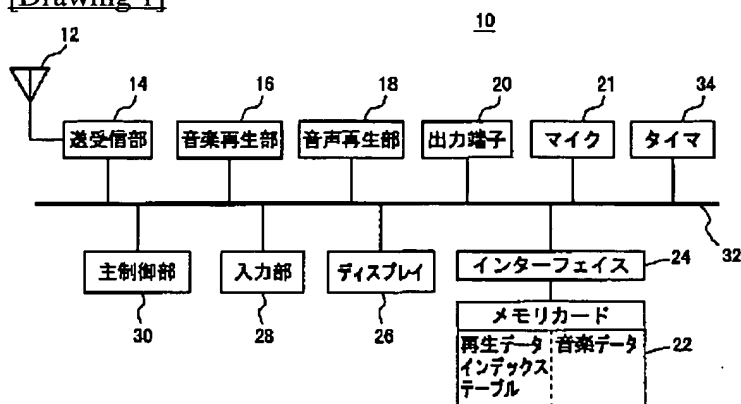 [Drawing 1]
10
12
14
16
18
20
21
34
送受信部
音楽再生部
音声再生部
出力端子
マイク
タイマ
32
主制御部
入力部
ディスプレイ
インターフェイス
24
30
28
26
メモリカード
再生データ
インデックス
テーブル
音楽データ
22